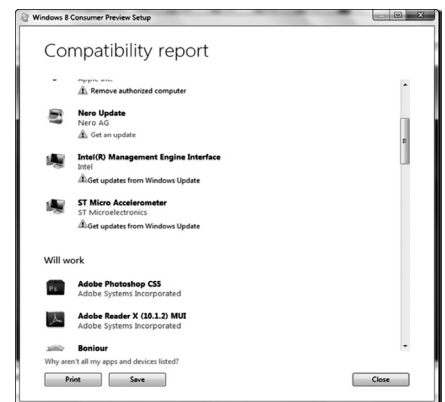 Windows 8 Consumer Preview Setup
Compatibility report
Remove authorized computer
Nero Update
Nero AG
Get an update
Intel(R) Management Engine Interface
Intel
Get updates from Windows Update
ST Micro Accelerometer
ST Microelectronics
Get updates from Windows Update
Will work
Ps
Adobe Photoshop CS5
Adobe Systems Incorporated
Adobe Reader X (10.1.2) MUI
Adobe Systems Incorporated
Bonjour
Why aren't all my apps and devices listed?
Print Save Close